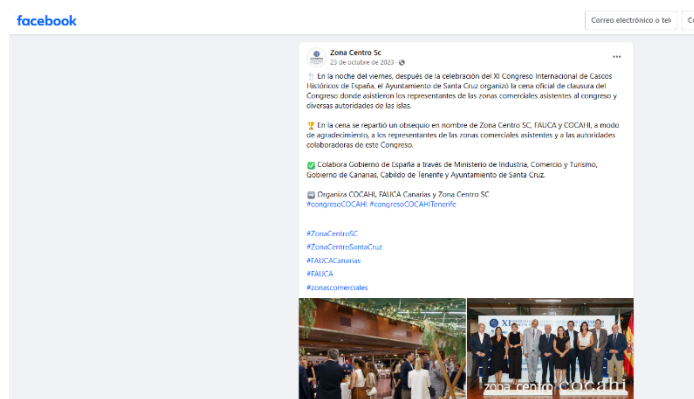 facebook
Correo electrónico o tel
Zona Centro Sc
23 de octubre de 2023 ·
En la noche del viernes, después de la celebración del XI Congreso Internacional de Cascos
Históricos de España, el Ayuntamiento de Santa Cruz organizó la cena oficial de clausura del
Congreso donde asistieron los representantes de las zonas comerciales asistentes al congreso y
diversas autoridades de las islas.
🏆 En la cena se repartió un obsequio en nombre de Zona Centro SC, FAUCA y COCAHI, a modo
de agradecimiento, a los representantes de las zonas comerciales asistentes y a las autoridades
colaboradoras de este Congreso.
✅ Colabora Gobierno de España a través de Ministerio de Industria, Comercio y Turismo,
Gobierno de Canarias, Cabildo de Tenerife y Ayuntamiento de Santa Cruz.
Organiza COCAHI, FAUCA Canarias y Zona Centro SC
#congresoCOCAHI #congresoCOCAHITenerife
#ZonaCentroSC
#ZonaCentroSantaCruz
#FAUCACanarias
#FAUCA
#zonascomerciales
XI
zona centro cocahi